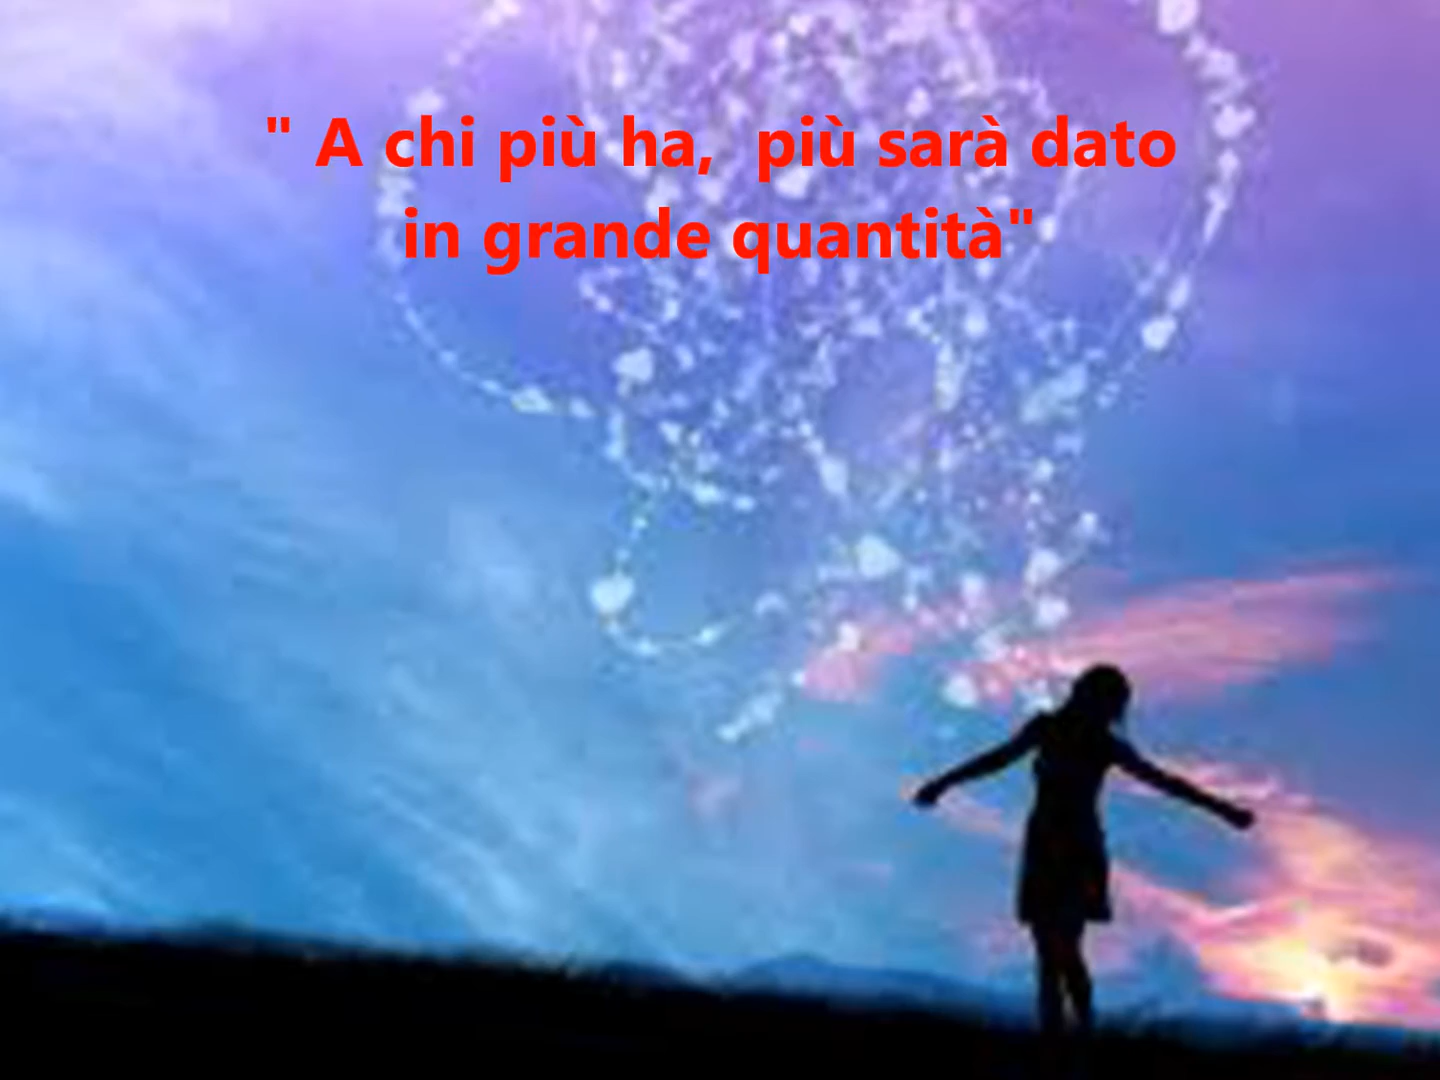 " A chi più ha,  più sarà dato
in grande quantità"